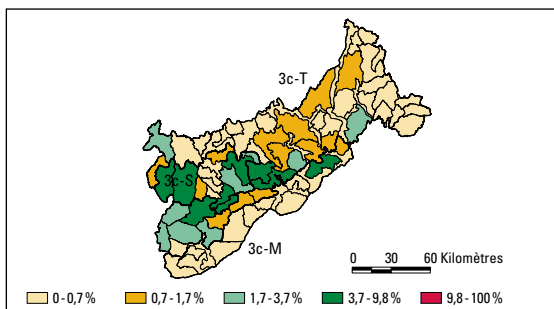 3c-T
3c-S
3c-M
0 30 60 Kilomètres
0 - 0,7 % 0,7 - 1,7 % 1,7 - 3,7 % 3,7 - 9,8 % 9,8 - 100 %